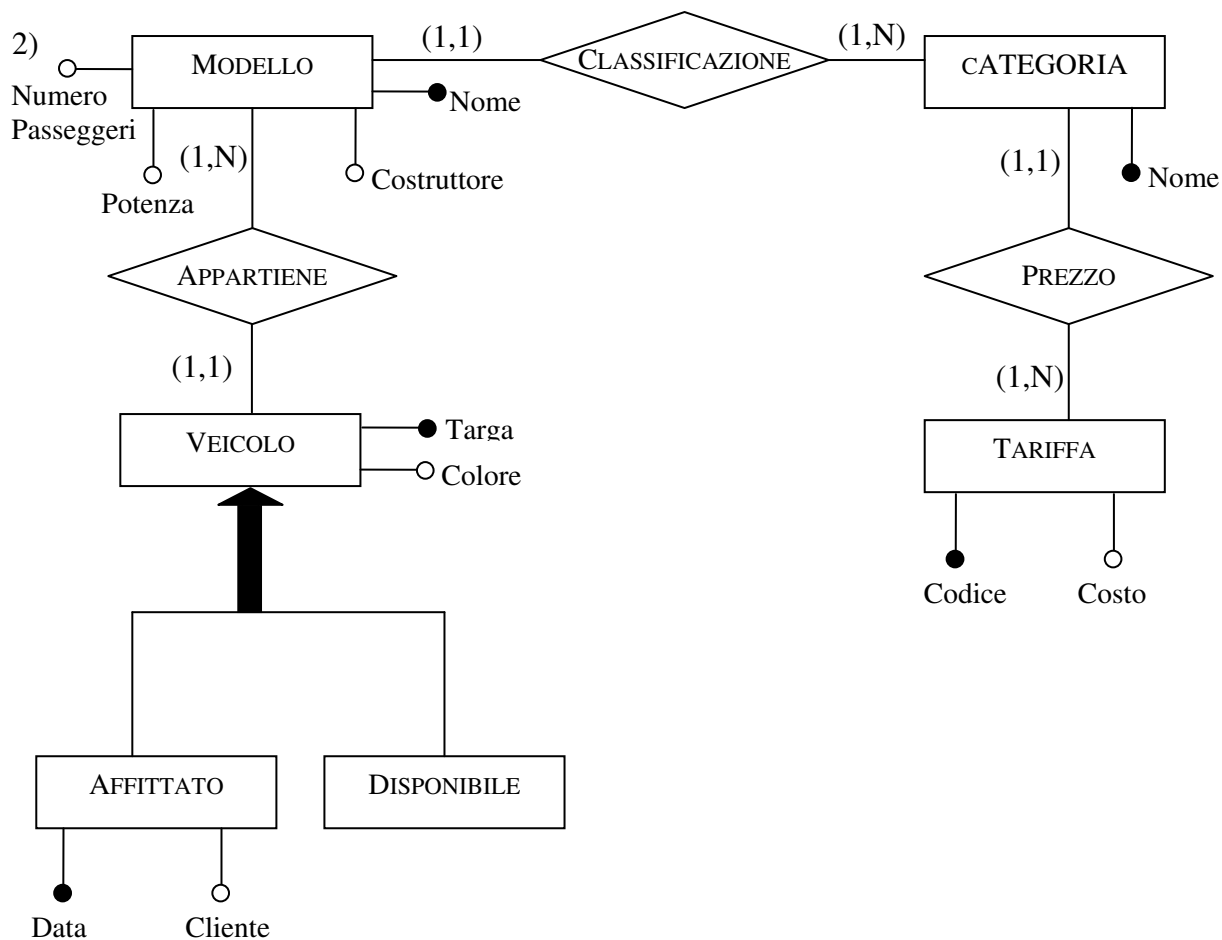 2)
MODELLO
(1,1)
CLASSIFICAZIONE
(1,N)
cATEGORIA
Numero
Passeggeri
Nome
(1,N)
Potenza
Costruttore
(1,1)
Nome
APPARTIENE
PREZZO
(1,1)
(1,N)
VEICOLO
Targa
Colore
TARIFFA
Codice
Costo
AFFITTATO
DISPONIBILE
Data
Cliente